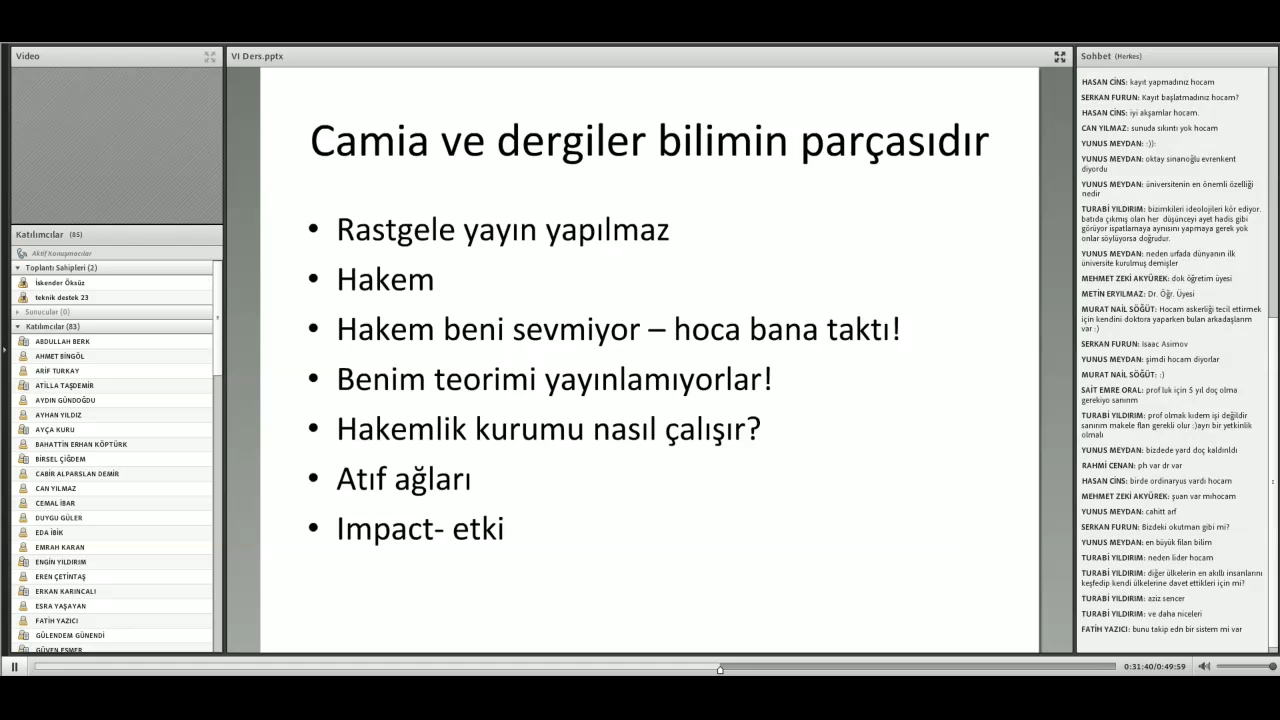 Video
Katılımcılar (85)
Aktif Konuşmacılar
Toplantı Sahipleri (2)
İskender Öksüz
teknik destek 23
Sunucular (0)
Katılımcılar (83)
ABDULLAH BERK
AHMET BİNGÖL
ARİF TURKAY
ATİLLA TAŞDEMİR
AYDIN GÜNDOĞDU
AYHAN YILDIZ
AYÇA KURU
BAHATTİN ERHAN KÖPTÜRK
BİRSEL ÇİĞDEM
CABİR ALPARSLAN DEMİR
CAN YILMAZ
CEMAL İBAR
DUYGU GÜLER
EDA İBİK
EMRAH KARAN
ENGİN YILDIRIM
EREN ÇETİNTAŞ
ERKAN KARINCALI
ESRA YAŞAYAN
FATİH YAZICI
GÜLENDEM GÜNENDİ
GÜVEN ESMER
VI Ders.pptx
Camia ve dergiler bilimin parçasıdır
• Rastgele yayın yapılmaz
• Hakem
• Hakem beni sevmiyor – hoca bana taktı!
• Benim teorimi yayınlamıyorlar!
• Hakemlik kurumu nasıl çalışır?
• Atıf ağları
• Impact- etki
Sohbet (Herkes)
HASAN CİNS: kayıt yapmadınız hocam
SERKAN FURUN: Kayıt başlatmadınız hocam?
HASAN CİNS: iyi akşamlar hocam.
CAN YILMAZ: sunuda sıkıntı yok hocam
YUNUS MEYDAN: :)):
YUNUS MEYDAN: oktay sinanoğlu evrenkent
diyordu
YUNUS MEYDAN: üniversitenin en önemli özelliği
nedir
TURABİ YILDIRIM: bizimkileri ideolojileri kör ediyor.
batıda çıkmış olan her düşünceyi ayet hadis gibi
görüyor ispatlamaya aynısını yapmaya gerek yok
onlar söylüyorsa doğrudur.
YUNUS MEYDAN: neden urfada dünyanın ilk
üniversite kurulmuş demişler
MEHMET ZEKİ AKYÜREK: dok öğretim üyesi
METİN ERYILMAZ: Dr. Öğr. Üyesi
MURAT NAİL SÖĞÜT: Hocam askerliği tecil ettirmek
için kendini doktora yaparken bulan arkadaşlarım
var :)
SERKAN FURUN: Isaac Asimov
YUNUS MEYDAN: şimdi hocam diyorlar
MURAT NAİL SÖĞÜT: :)
SAİT EMRE ORAL: prof luk için 5 yıl doç olma
gerekiyo sanırım
TURABİ YILDIRIM: prof olmak kıdem işi değildir
sanırım makele flan gerekli olur :)ayrı bir yetkinlik
olmalı
YUNUS MEYDAN: bizdede yard doç kaldırıldı
RAHMİ CENAN: ph var dr var
HASAN CİNS: birde ordinaryus vardı hocam
MEHMET ZEKİ AKYÜREK: şuan var mıhocam
YUNUS MEYDAN: cahitt arf
SERKAN FURUN: Bizdeki okutman gibi mi?
YUNUS MEYDAN: en büyük filan bilim
TURABİ YILDIRIM: neden lider hocam
TURABİ YILDIRIM: diğer ülkelerin en akıllı insanlarını
keşfedip kendi ülkelerine davet ettikleri için mi?
TURABİ YILDIRIM: aziz sencer
TURABİ YILDIRIM: ve daha niceleri
FATİH YAZICI: bunu takip edn bir sistem mi var
0:31:40/0:49:59